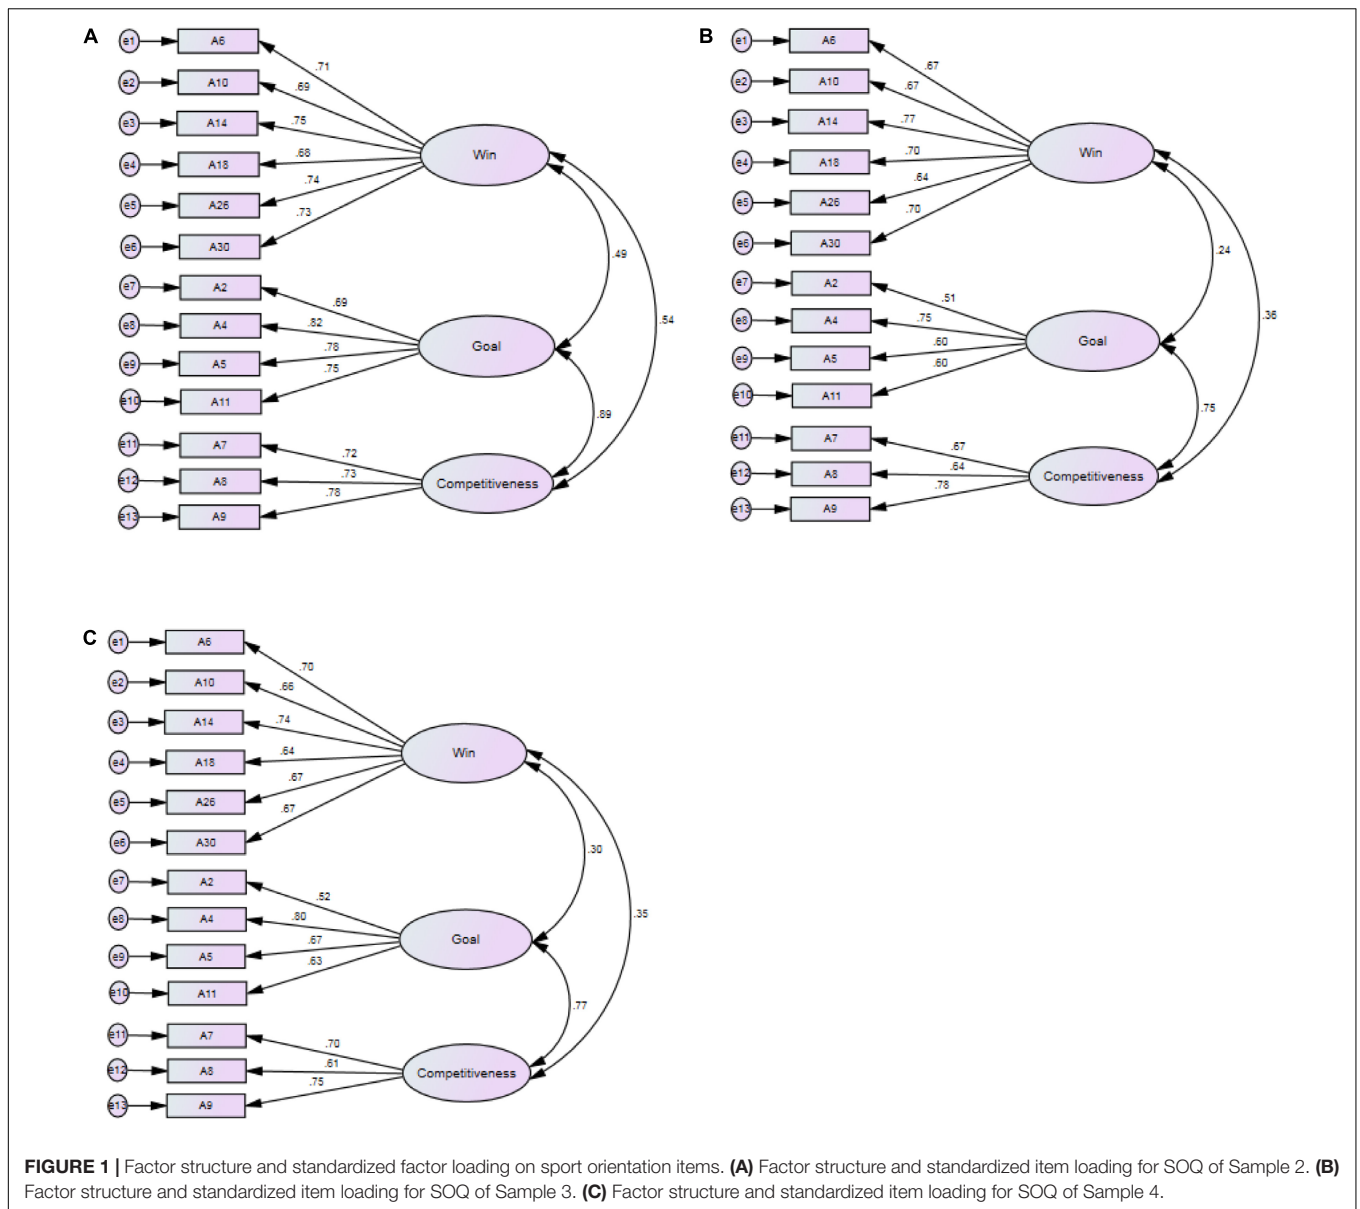 A
e1 A6
.71
e2 A10
.69
e3 A14
.75
e4 A18
.68
e5 A26
.74
e6 A30
.73
Win
e7 A2
.69
e8 A4
.82
e9 A5
.78
e10 A11
.75
Goal
e11 A7
.72
e12 A8
.73
e13 A9
.78
Competitiveness
.49
.54
.89
B
e1 A6
.67
e2 A10
.67
e3 A14
.77
e4 A18
.70
e5 A26
.64
e6 A30
.70
Win
e7 A2
.51
e8 A4
.75
e9 A5
.60
e10 A11
.60
Goal
e11 A7
.67
e12 A8
.64
e13 A9
.78
Competitiveness
.24
.36
.75
C
e1 A6
.70
e2 A10
.66
e3 A14
.74
e4 A18
.64
e5 A26
.67
e6 A30
.67
Win
e7 A2
.52
e8 A4
.80
e9 A5
.67
e10 A11
.63
Goal
e11 A7
.70
e12 A8
.61
e13 A9
.75
Competitiveness
.30
.35
.77
FIGURE 1 | Factor structure and standardized factor loading on sport orientation items. (A) Factor structure and standardized item loading for SOQ of Sample 2. (B)
Factor structure and standardized item loading for SOQ of Sample 3. (C) Factor structure and standardized item loading for SOQ of Sample 4.